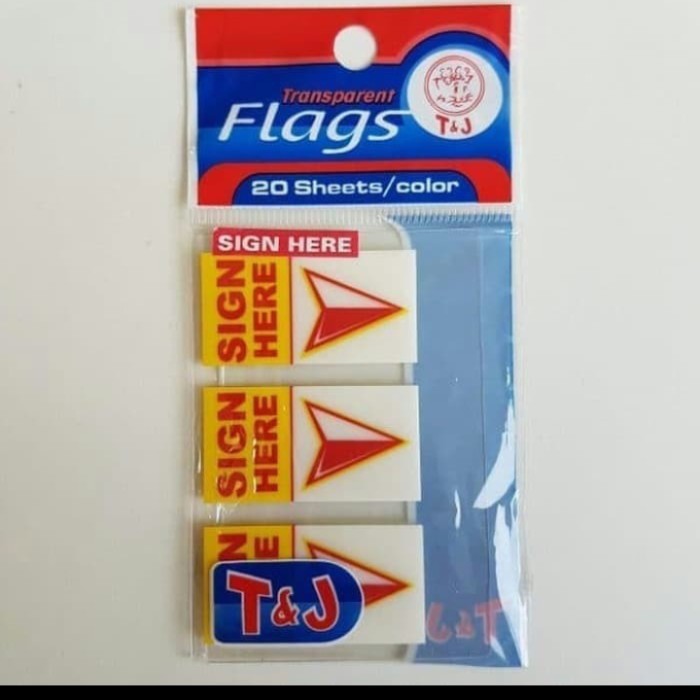 Transparent
Flags
T&J
20 Sheets/color
SIGN HERE
SIGN
HERE
SIGN
HERE
N
E
T&J
T&J